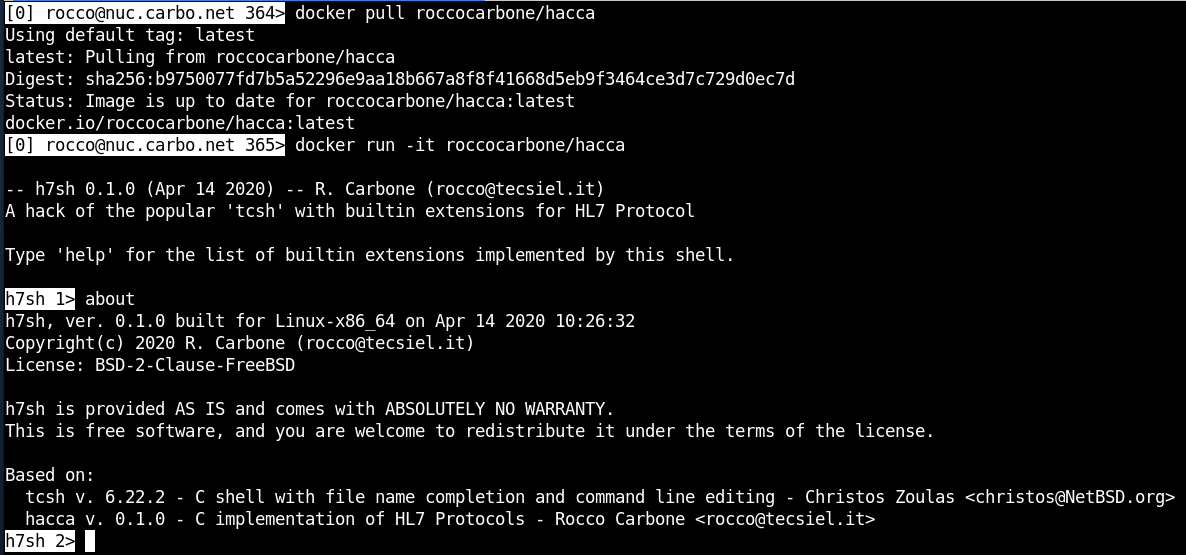 [0] rocco@nuc.carbo.net 364> docker pull roccocarbone/hacca
Using default tag: latest
latest: Pulling from roccocarbone/hacca
Digest: sha256:b9750077fd7b5a52296e9aa18b667a8f8f41668d5eb9f3464ce3d7c729d0ec7d
Status: Image is up to date for roccocarbone/hacca:latest
docker.io/roccocarbone/hacca:latest
[0] rocco@nuc.carbo.net 365> docker run -it roccocarbone/hacca
-- h7sh 0.1.0 (Apr 14 2020) -- R. Carbone (rocco@tecsiel.it)
A hack of the popular 'tcsh' with builtin extensions for HL7 Protocol
Type 'help' for the list of builtin extensions implemented by this shell.
h7sh 1> about
h7sh, ver. 0.1.0 built for Linux-x86_64 on Apr 14 2020 10:26:32
Copyright(c) 2020 R. Carbone (rocco@tecsiel.it)
License: BSD-2-Clause-FreeBSD
h7sh is provided AS IS and comes with ABSOLUTELY NO WARRANTY.
This is free software, and you are welcome to redistribute it under the terms of the license.
Based on:
  tcsh v. 6.22.2 - C shell with file name completion and command line editing - Christos Zoulas <christos@NetBSD.org>
  hacca v. 0.1.0 - C implementation of HL7 Protocols - Rocco Carbone <rocco@tecsiel.it>
h7sh 2>